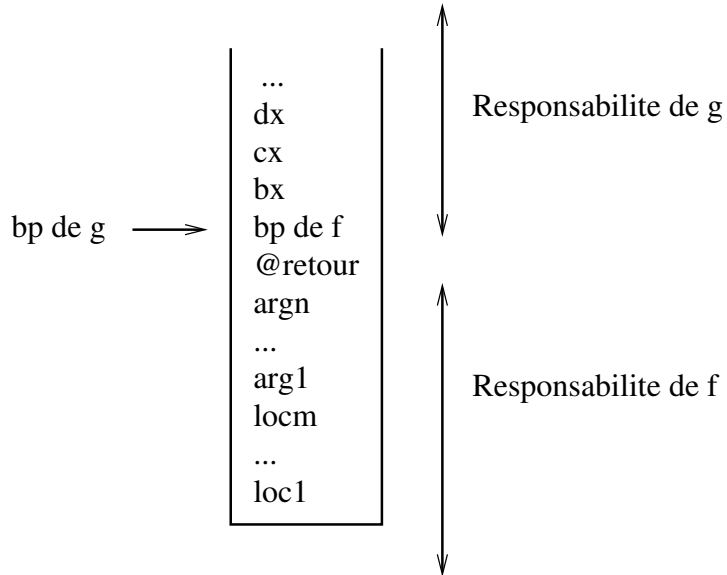 ...
dx
Responsabilite de g
cx
bx
bp de g
bp de f
@retour
argn
...
arg1
Responsabilite de f
locm
...
loc1